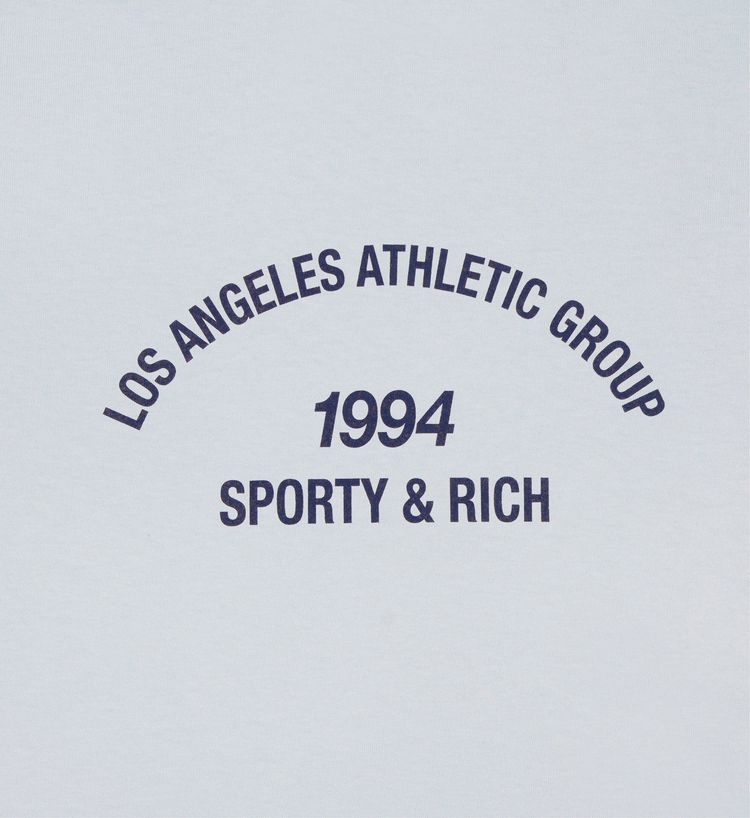 LOS ANGELES ATHLETIC GROUP
1994
SPORTY & RICH